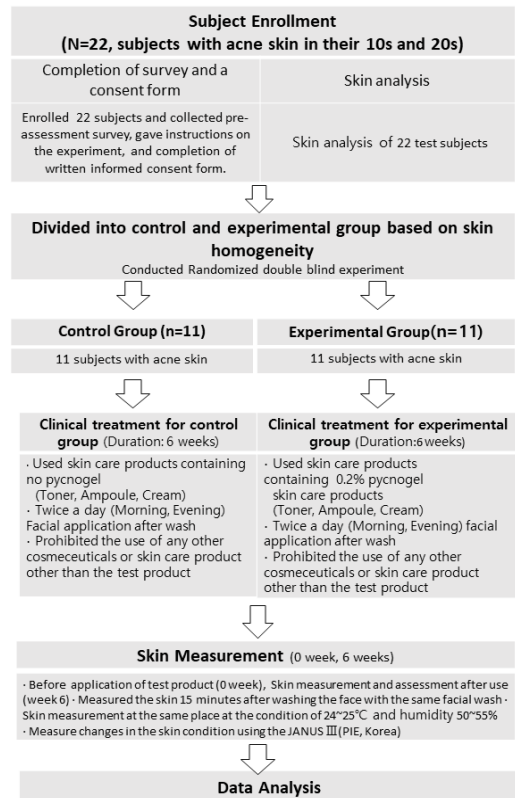 Subject Enrollment
(N=22, subjects with acne skin in their 10s and 20s)
Completion of survey and a
consent form
Skin analysis
Enrolled 22 subjects and collected pre-
assessment survey, gave instructions on
the experiment, and completion of
written informed consent form.
Skin analysis of 22 test subjects
Divided into control and experimental group based on skin
homogeneity
Conducted Randomized double blind experiment
Control Group (n=11)
11 subjects with acne skin
Experimental Group(n=11)
11 subjects with acne skin
Clinical treatment for control
group (Duration: 6 weeks)
· Used skin care products containing
no pycnogel
(Toner, Ampoule, Cream)
· Twice a day (Morning, Evening)
Facial application after wash
· Prohibited the use of any other
cosmeceuticals or skin care product
other than the test product
Clinical treatment for experimental
group (Duration:6 weeks)
· Used skin care products
containing 0.2% pycnogel
skin care products
(Toner, Ampoule, Cream)
· Twice a day (Morning, Evening) facial
application after wash
· Prohibited the use of any other
cosmeceuticals or skin care product
other than the test product
Skin Measurement (0 week, 6 weeks)
· Before application of test product (0 week), Skin measurement and assessment after use
(week 6) · Measured the skin 15 minutes after washing the face with the same facial wash ·
Skin measurement at the same place at the condition of 24~25℃ and humidity 50~55%
· Measure changes in the skin condition using the JANUS Ⅲ (PIE, Korea)
Data Analysis